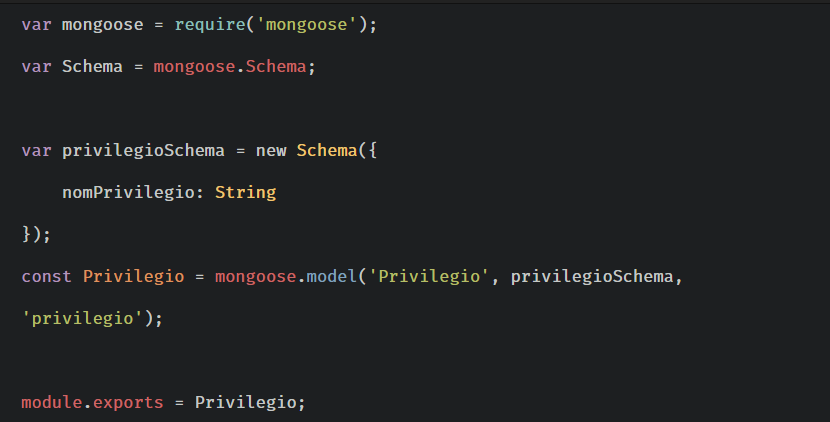 var mongoose = require('mongoose');
var Schema = mongoose.Schema;
var privilegioSchema = new Schema({
    nomPrivilegio: String
});
const Privilegio = mongoose.model('Privilegio', privilegioSchema,
'privilegio');
module.exports = Privilegio;